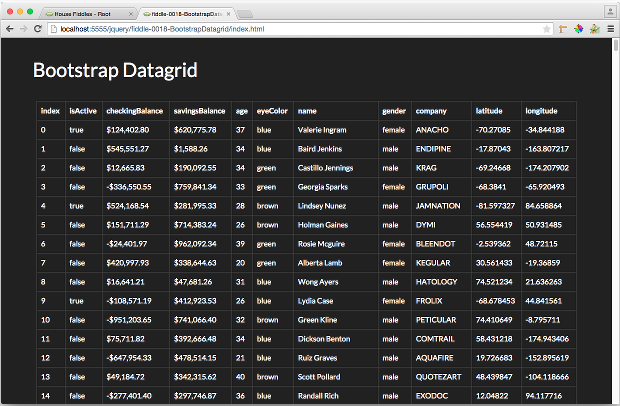 House Fiddles - Root
fiddle-0018-BootstrapDat
localhost:5555/jquery/fiddle-0018-BootstrapDatagrid/index.html
Bootstrap Datagrid
index isActive checkingBalance savingsBalance age eyeColor name gender company latitude longitude
0 true $124,402.80 $620,775.78 37 blue Valerie Ingram female ANACHO -70.27085 -34.844188
1 false $545,551.27 $1,588.26 34 blue Baird Jenkins male ENDIPINE -17.87043 -163.807217
2 false $12,665.83 $190,092.55 34 green Castillo Jennings male KRAG -69.24668 -174.207902
3 false -$336,550.55 $759,841.34 33 green Georgia Sparks female GRUPOLI -68.3841 -65.920493
4 true $524,168.54 $281,995.33 28 brown Lindsey Nunez male JAMNATION -81.597327 84.658864
5 false $151,711.29 $714,383.24 26 brown Holman Gaines male DYMI 56.554419 50.931485
6 false -$24,401.97 $962,092.34 39 green Rosie Mcguire female BLEENDOT -2.539362 48.72115
7 false $420,997.93 $338,644.63 20 green Alberta Lamb female KEGULAR 30.561433 -19.36859
8 false $16,641.21 $47,681.26 31 blue Wong Ayers male HATOLOGY 74.521234 21.636263
9 true -$108,571.19 $412,923.53 26 blue Lydia Case female FROLIX -68.678453 44.841561
10 false -$951,203.65 $741,066.40 32 brown Green Kline male PETICULAR 74.410649 -8.795711
11 false $75,711.82 $392,666.48 34 blue Dickson Benton male COMTRAIL 58.431218 -174.943406
12 false -$647,954.33 $478,514.15 21 blue Ruiz Graves male AQUAFIRE 19.726683 -152.895619
13 false $49,184.72 $342,315.62 40 brown Scott Pollard male QUOTEZART 48.439847 -104.118666
14 false -$277,401.40 $297,746.87 36 blue Randall Rich male EXODOC 12.04822 94.117716